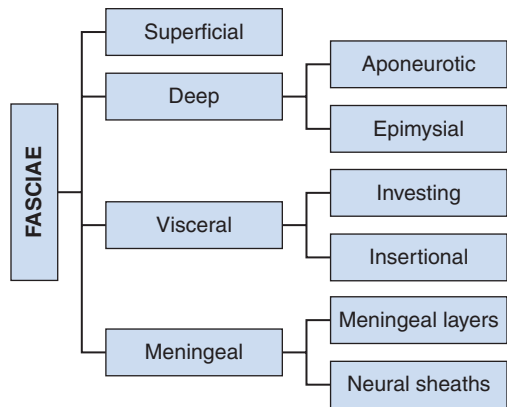 FASCIAE
Superficial
Deep
Aponeurotic
Epimysial
Visceral
Investing
Insertional
Meningeal
Meningeal layers
Neural sheaths